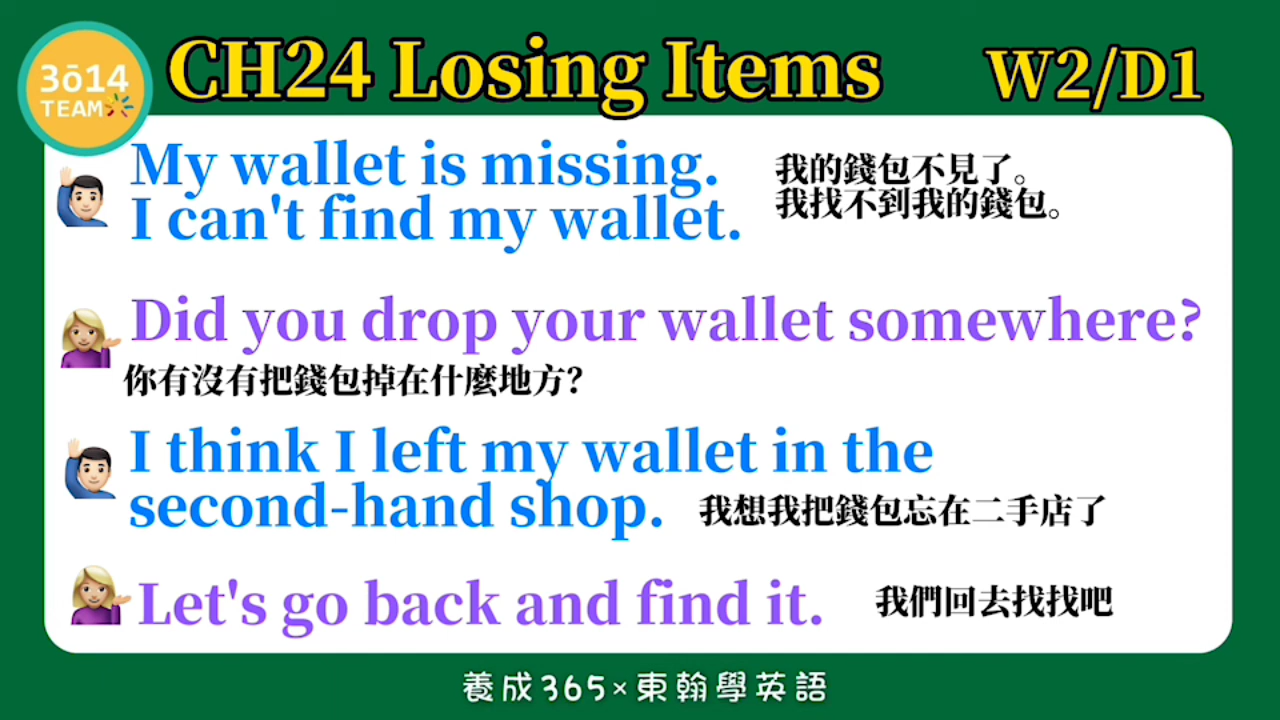 3ō14
TEAM
CH24 Losing Items
W2/D1
My wallet is missing.
I can't find my wallet.
我的錢包不見了。
我找不到我的錢包。
Did you drop your wallet somewhere?
你有沒有把錢包掉在什麼地方?
I think I left my wallet in the
second-hand shop.
我想我把錢包忘在二手店了
Let's go back and find it.
我們回去找找吧
養成365×東翰學英語